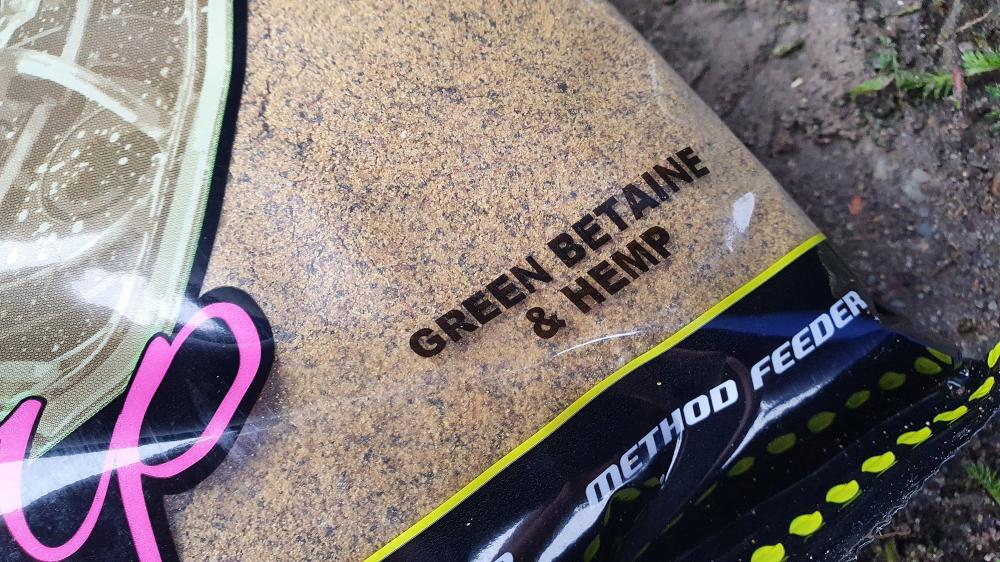 GREEN BETAINE
& HEMP
METHOD FEEDER